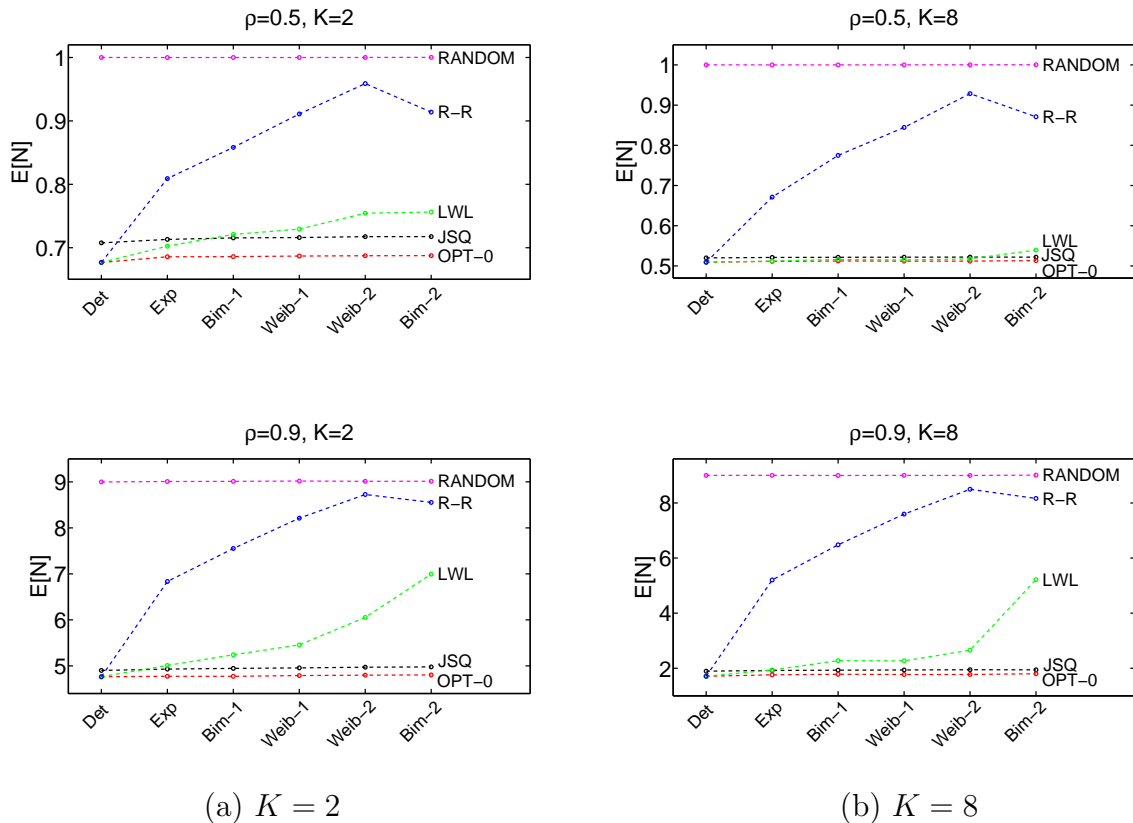 ρ=0.5, K=2
1
0.9
0.8
0.7
E[N]
RANDOM
R−R
LWL
JSQ
OPT−0
Det
Exp
Bim−1
Weib−1
Weib−2
Bim−2
ρ=0.5, K=8
1
0.9
0.8
0.7
0.6
0.5
E[N]
RANDOM
R−R
LWL
JSQ
OPT−0
Det
Exp
Bim−1
Weib−1
Weib−2
Bim−2
ρ=0.9, K=2
9
8
7
6
5
E[N]
RANDOM
R−R
LWL
JSQ
OPT−0
Det
Exp
Bim−1
Weib−1
Weib−2
Bim−2
ρ=0.9, K=8
8
6
4
2
E[N]
RANDOM
R−R
LWL
JSQ
OPT−0
Det
Exp
Bim−1
Weib−1
Weib−2
Bim−2
(a) K = 2
(b) K = 8